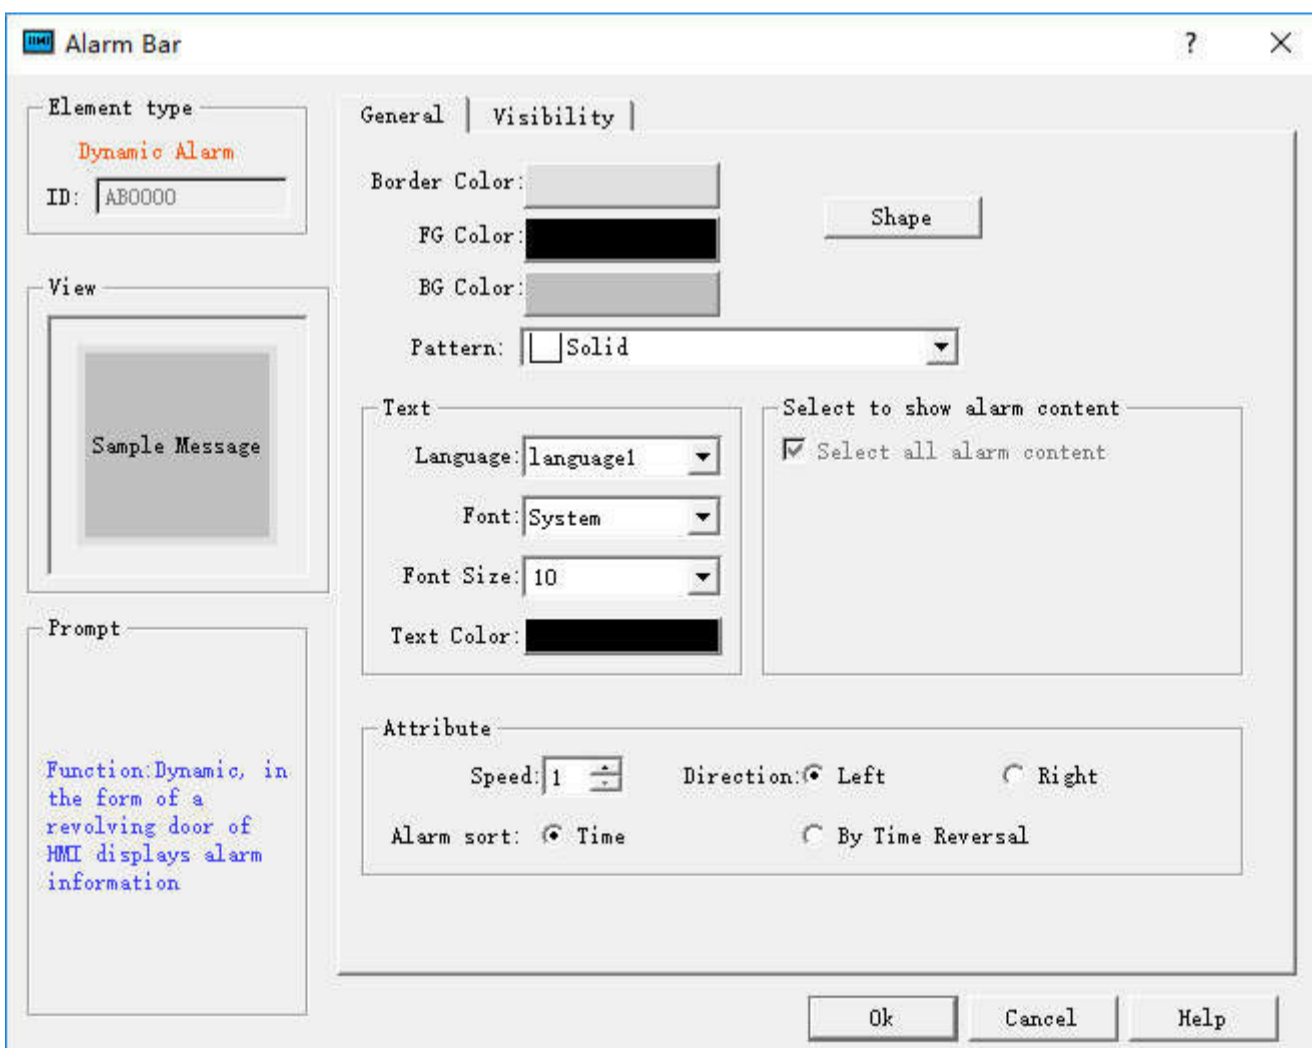 Alarm Bar
?
Element type
Dynamic Alarm
ID: AB0000
View
Sample Message
Prompt
Function:Dynamic, in
the form of a
revolving door of
HMI displays alarm
information
General
Visibility
Border Color:
Shape
FG Color:
BG Color:
Pattern: Solid
Text
Language: language1
Font: System
Font Size: 10
Text Color:
Select to show alarm content
Select all alarm content
Attribute
Speed: 1 Direction: Left Right
Alarm sort: Time By Time Reversal
Ok Cancel Help